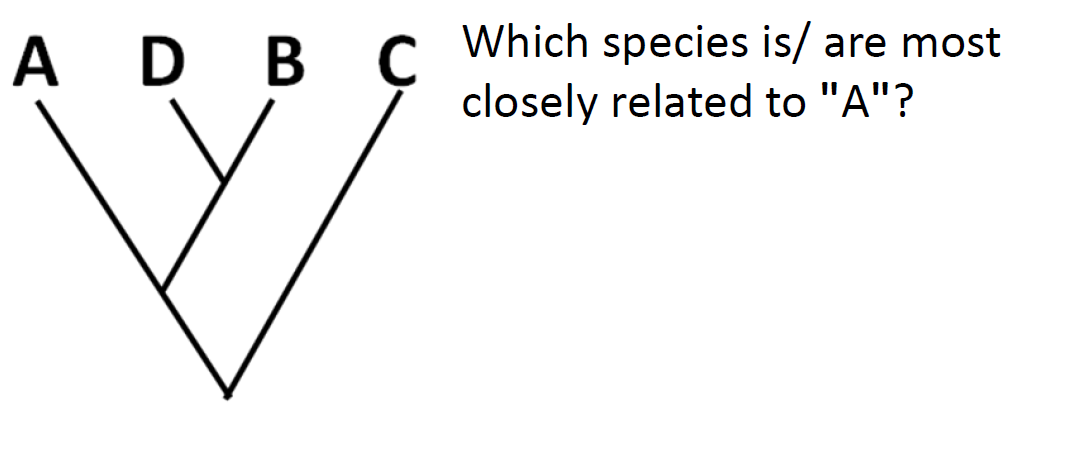 A D B C
Which species is/ are most
closely related to "A"?